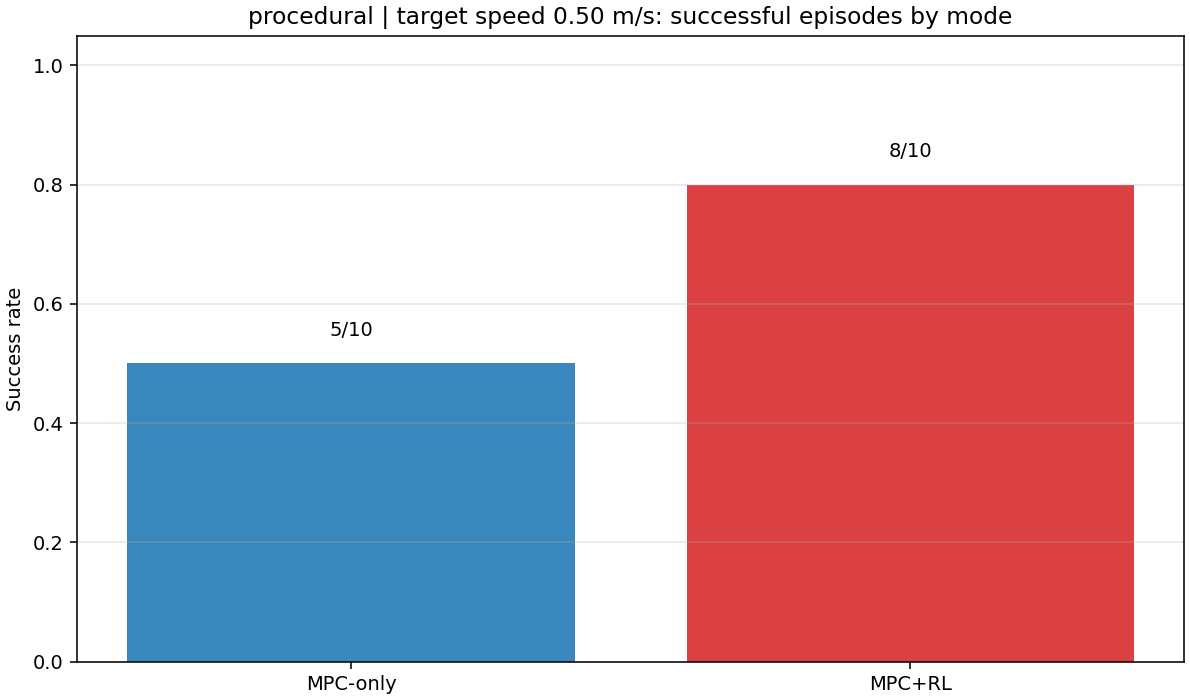 procedural | target speed 0.50 m/s: successful episodes by mode
1.0
0.8
0.6
0.4
0.2
0.0
Success rate
5/10
8/10
MPC-only
MPC+RL